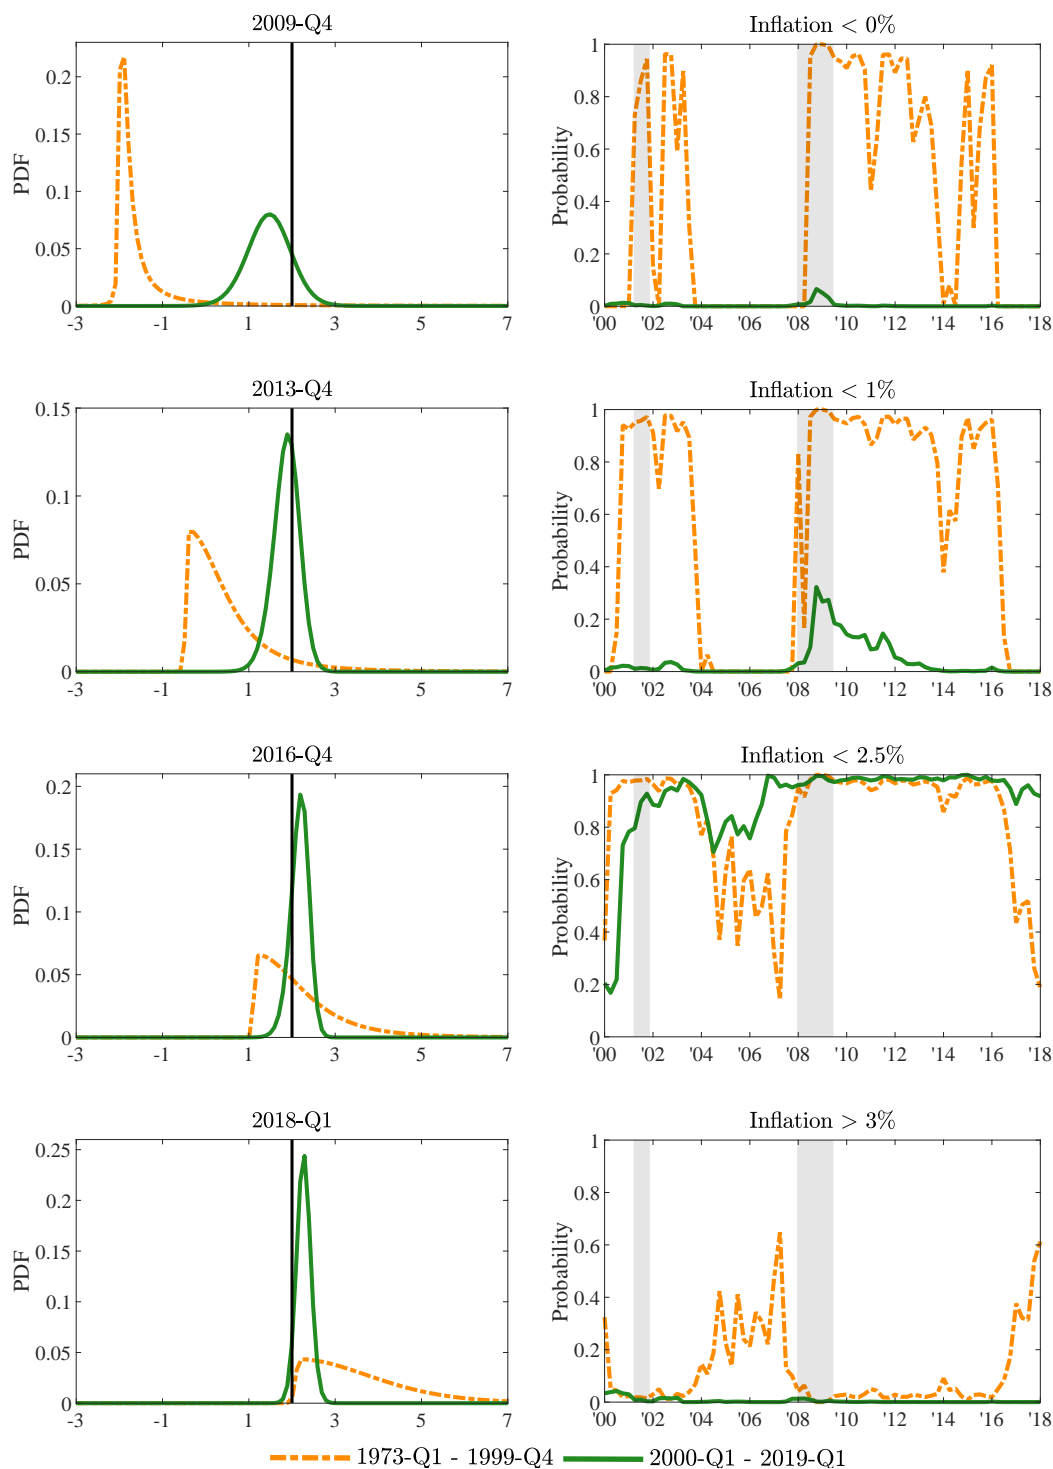 2009-Q4
PDF
0.2
0.15
0.1
0.05
0
-3 -1 1 3 5 7
Inflation < 0%
Probability
1
0.8
0.6
0.4
0.2
0
'00 '02 '04 '06 '08 '10 '12 '14 '16 '18
2013-Q4
PDF
0.15
0.1
0.05
0
-3 -1 1 3 5 7
Inflation < 1%
Probability
1
0.8
0.6
0.4
0.2
0
'00 '02 '04 '06 '08 '10 '12 '14 '16 '18
2016-Q4
PDF
0.2
0.15
0.1
0.05
0
-3 -1 1 3 5 7
Inflation < 2.5%
Probability
1
0.8
0.6
0.4
0.2
0
'00 '02 '04 '06 '08 '10 '12 '14 '16 '18
2018-Q1
PDF
0.25
0.2
0.15
0.1
0.05
0
-3 -1 1 3 5 7
Inflation > 3%
Probability
1
0.8
0.6
0.4
0.2
0
'00 '02 '04 '06 '08 '10 '12 '14 '16 '18
1973-Q1 - 1999-Q4 2000-Q1 - 2019-Q1